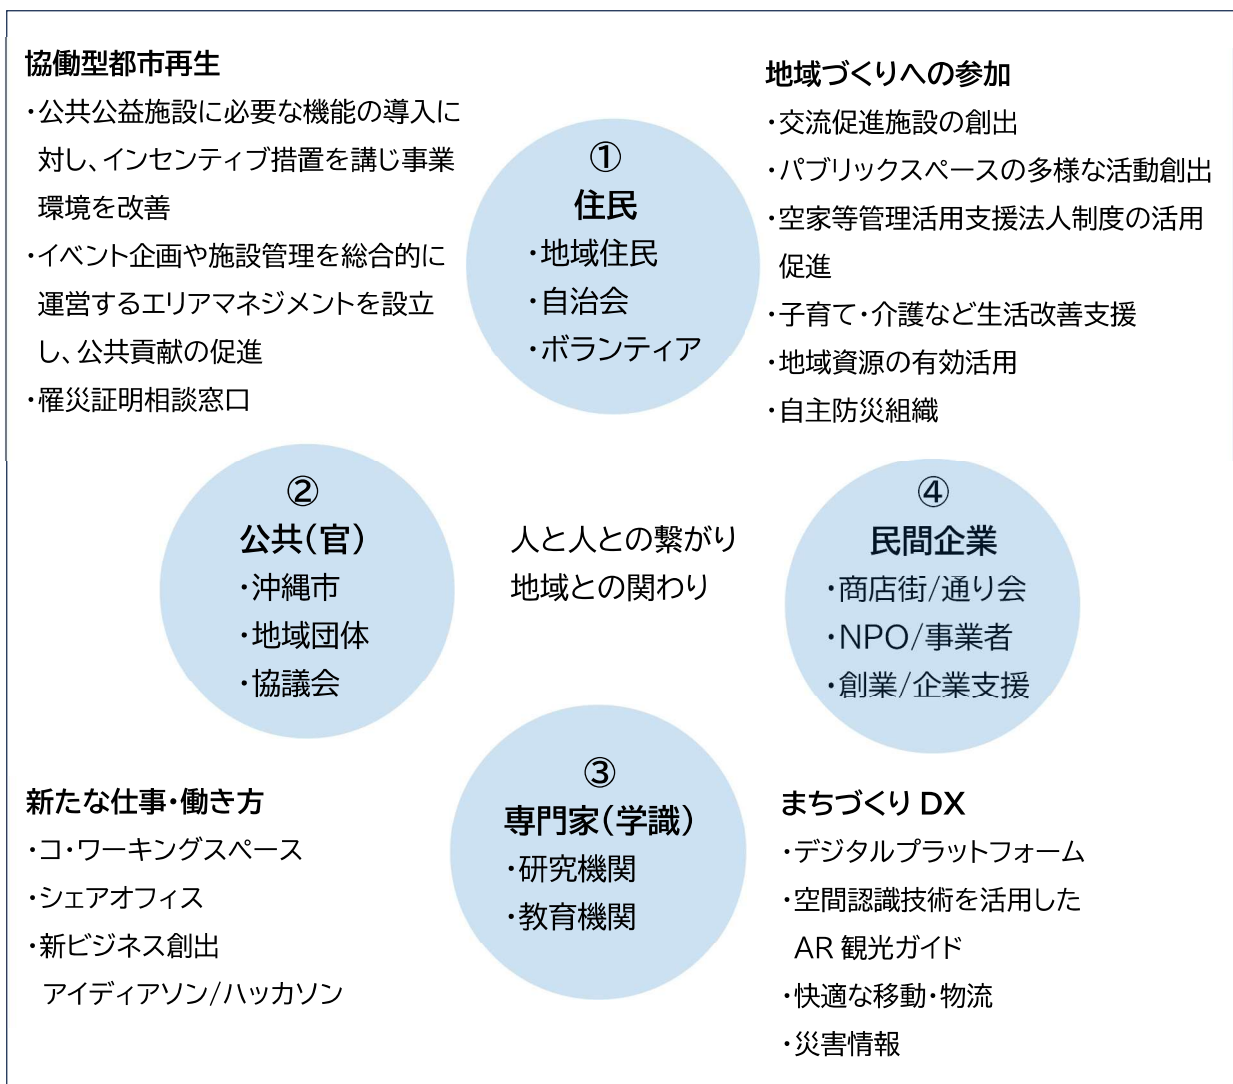 協働型都市再生
・公共公益施設に必要な機能の導入に
対し、インセンティブ措置を講じ事業
環境を改善
・イベント企画や施設管理を総合的に
運営するエリアマネジメントを設立
し、公共貢献の促進
・罹災証明相談窓口
①
住民
・地域住民
・自治会
・ボランティア
地域づくりへの参加
・交流促進施設の創出
・パブリックスペースの多様な活動創出
・空家等管理活用支援法人制度の活用
促進
・子育て・介護など生活改善支援
・地域資源の有効活用
・自主防災組織
②
公共(官)
・沖縄市
・地域団体
・協議会
人と人との繋がり
地域との関わり
④
民間企業
・商店街/通り会
・NPO/事業者
・創業/企業支援
新たな仕事・働き方
・コ・ワーキングスペース
・シェアオフィス
・新ビジネス創出
アイディアソン/ハッカソン
③
専門家(学識)
・研究機関
・教育機関
まちづくり DX
・デジタルプラットフォーム
・空間認識技術を活用した
AR 観光ガイド
・快適な移動・物流
・災害情報